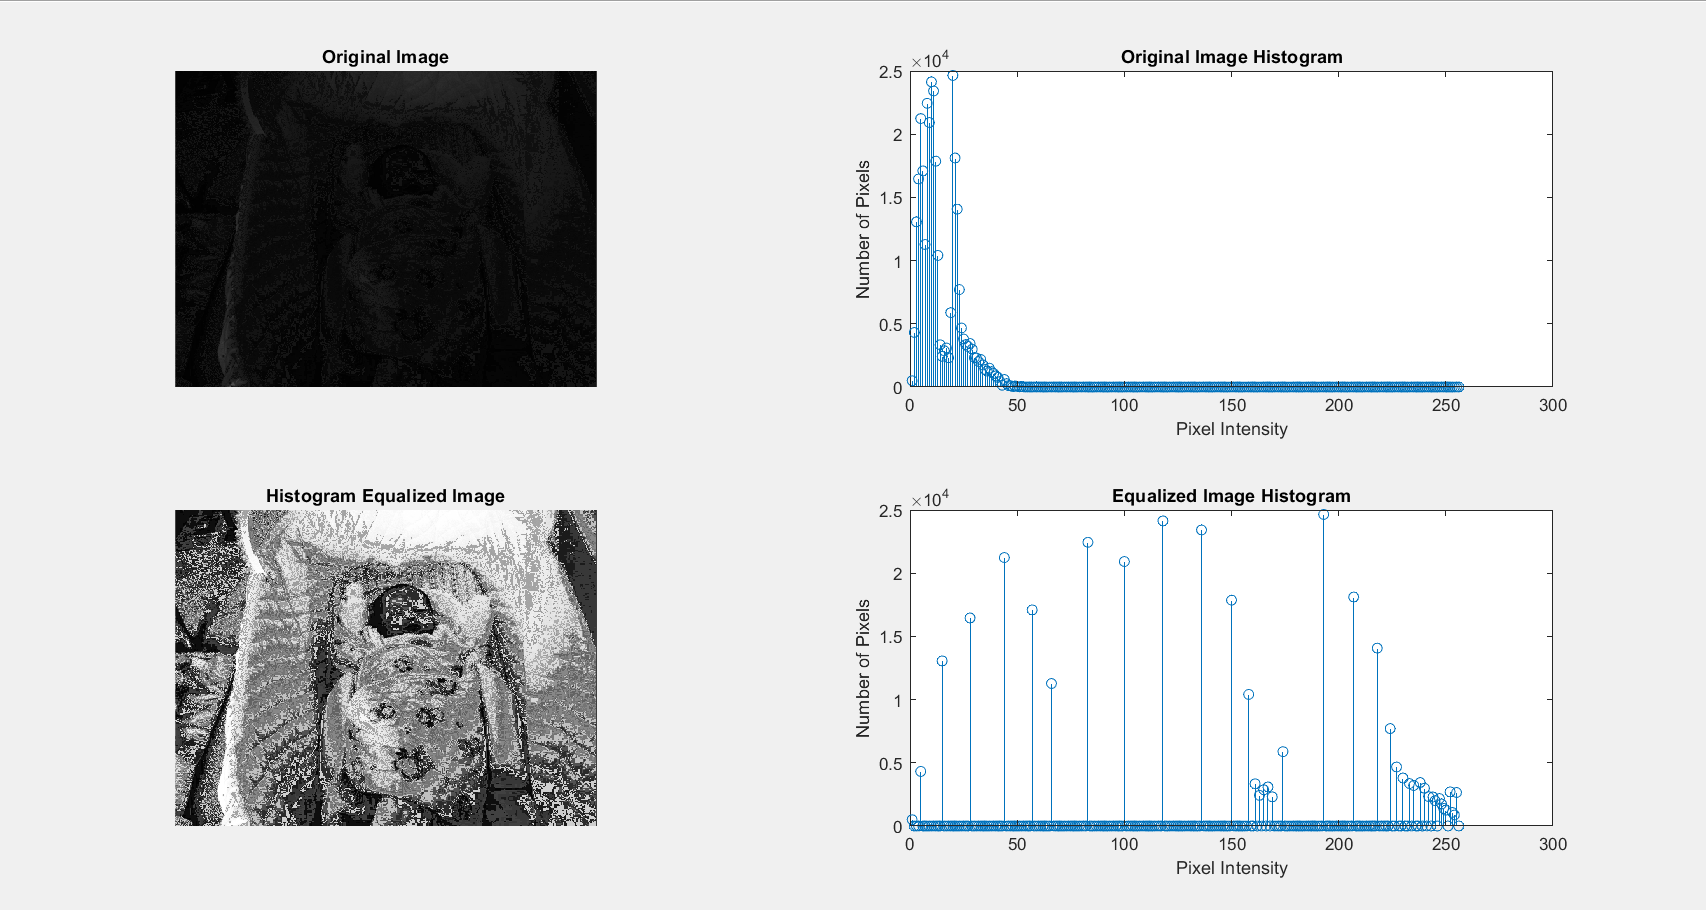 Original Image
Original Image Histogram
×10^4
2.5
2
1.5
1
0.5
0
Number of Pixels
0 50 100 150 200 250 300
Pixel Intensity
Histogram Equalized Image
Equalized Image Histogram
×10^4
2.5
2
1.5
1
0.5
0
Number of Pixels
0 50 100 150 200 250 300
Pixel Intensity